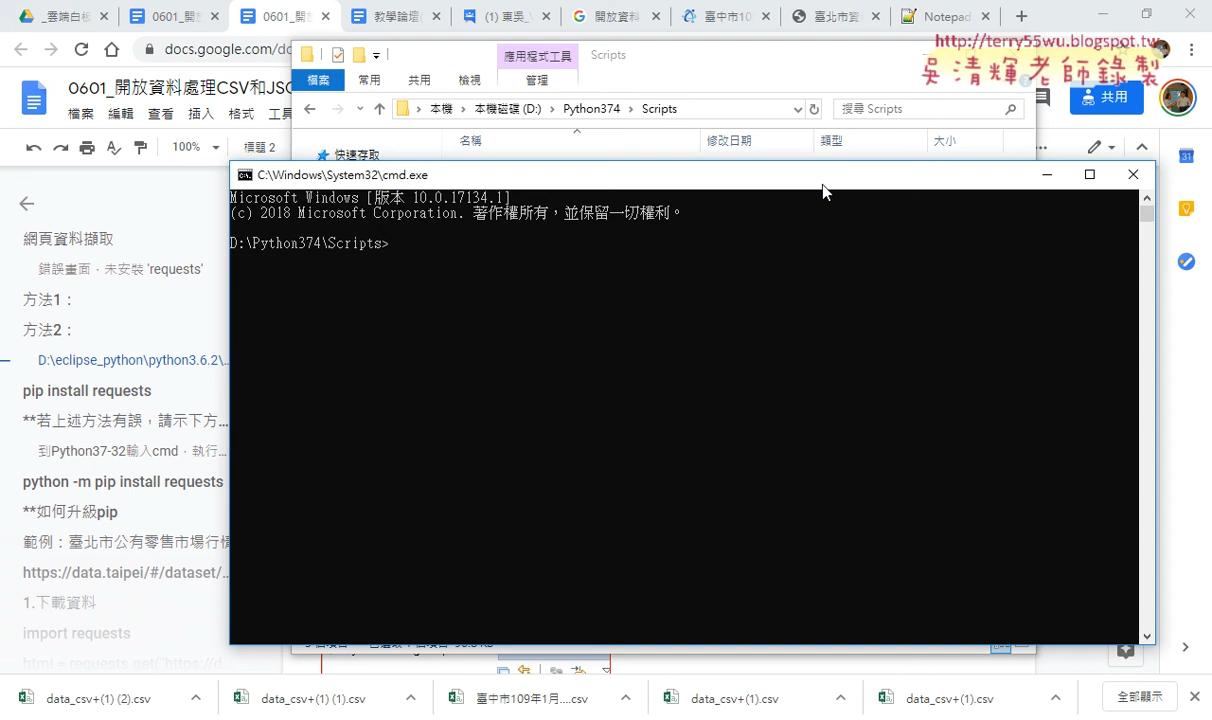 _雲端白板
0601_開
0601_開
教學論壇(
(1) 東吳_V
開放資料
臺中市10
臺北市資
Notepad
docs.google.com/do
http://terry55wu.blogspot.tw
吳清輝老師錄製
應用程式工具
Scripts
0601_開放資料處理CSV和JSO
檔案
常用
共用
檢視
管理
共用
檔案 編輯 查看 插入 格式 工具
本機
本機磁碟 (D:)
Python374
Scripts
搜尋 Scripts
100%
標題 2
名稱
修改日期
類型
大小
快速存取
31
C:\Windows\System32\cmd.exe
Microsoft Windows [版本 10.0.17134.1]
(c) 2018 Microsoft Corporation. 著作權所有，並保留一切權利。
D:\Python374\Scripts>
網頁資料擷取
錯誤畫面，未安裝 'requests'
方法1：
方法2：
D:\eclipse_python\python3.6.2\...
pip install requests
**若上述方法有誤，請示下方...
到Python37-32輸入cmd，執行...
python -m pip install requests
**如何升級pip
範例：臺北市公有零售市場行情
https://data.taipei/#/dataset/...
1.下載資料
import requests
html = requests.get("https://d...
data_csv+(1) (2).csv
data_csv+(1) (1).csv
臺中市109年1月....csv
data_csv+(1).csv
data_csv+(1).csv
全部顯示